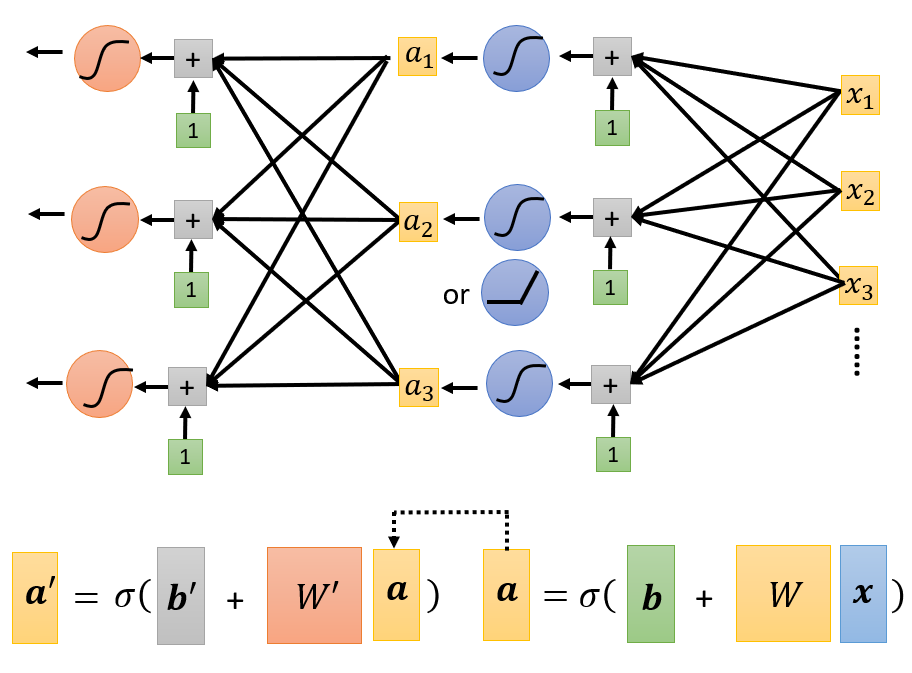 + a₁ + x₁
1 1
x₂
+ a₂ + 
x₃
1 or 1
+ a₃ + 
1 1
a′ = σ( b′ + W′ a ) a = σ( b + W x )